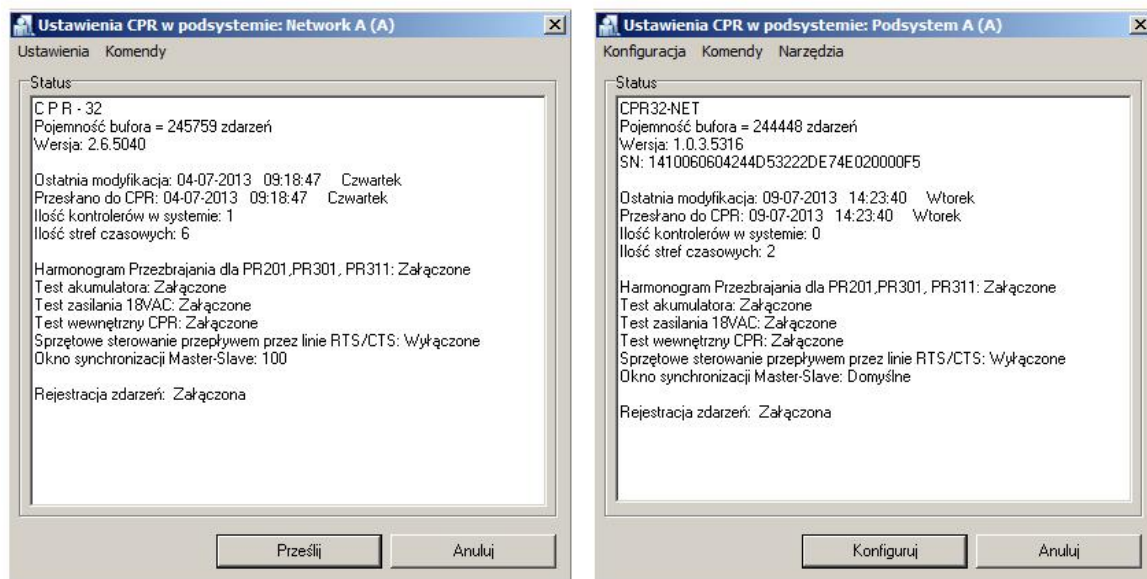 Ustawienia CPR w podsystemie: Network A (A)
Ustawienia Komendy
Status
C P R - 32
Pojemność bufora = 245759 zdarzeń
Wersja: 2.6.5040
Ostatnia modyfikacja: 04-07-2013 09:18:47 Czwartek
Przesłano do CPR: 04-07-2013 09:18:47 Czwartek
Ilość kontrolerów w systemie: 1
Ilość stref czasowych: 6
Harmonogram Przezbrajania dla PR201,PR301, PR311: Załączone
Test akumulatora: Załączone
Test zasilania 18VAC: Załączone
Test wewnętrzny CPR: Załączone
Sprzętowe sterowanie przepływem przez linie RTS/CTS: Wyłączone
Okno synchronizacji Master-Slave: 100
Rejestracja zdarzeń: Załączona
Prześlij
Anuluj
Ustawienia CPR w podsystemie: Podsystem A (A)
Konfiguracja Komendy Narzędzia
Status
CPR32-NET
Pojemność bufora = 244448 zdarzeń
Wersja: 1.0.3.5316
SN: 1410060604244D53222DE74E020000F5
Ostatnia modyfikacja: 09-07-2013 14:23:40 Wtorek
Przesłano do CPR: 09-07-2013 14:23:40 Wtorek
Ilość kontrolerów w systemie: 0
Ilość stref czasowych: 2
Harmonogram Przezbrajania dla PR201,PR301, PR311: Załączone
Test akumulatora: Załączone
Test zasilania 18VAC: Załączone
Test wewnętrzny CPR: Załączone
Sprzętowe sterowanie przepływem przez linie RTS/CTS: Wyłączone
Okno synchronizacji Master-Slave: Domyślne
Rejestracja zdarzeń: Załączona
Konfiguruj
Anuluj